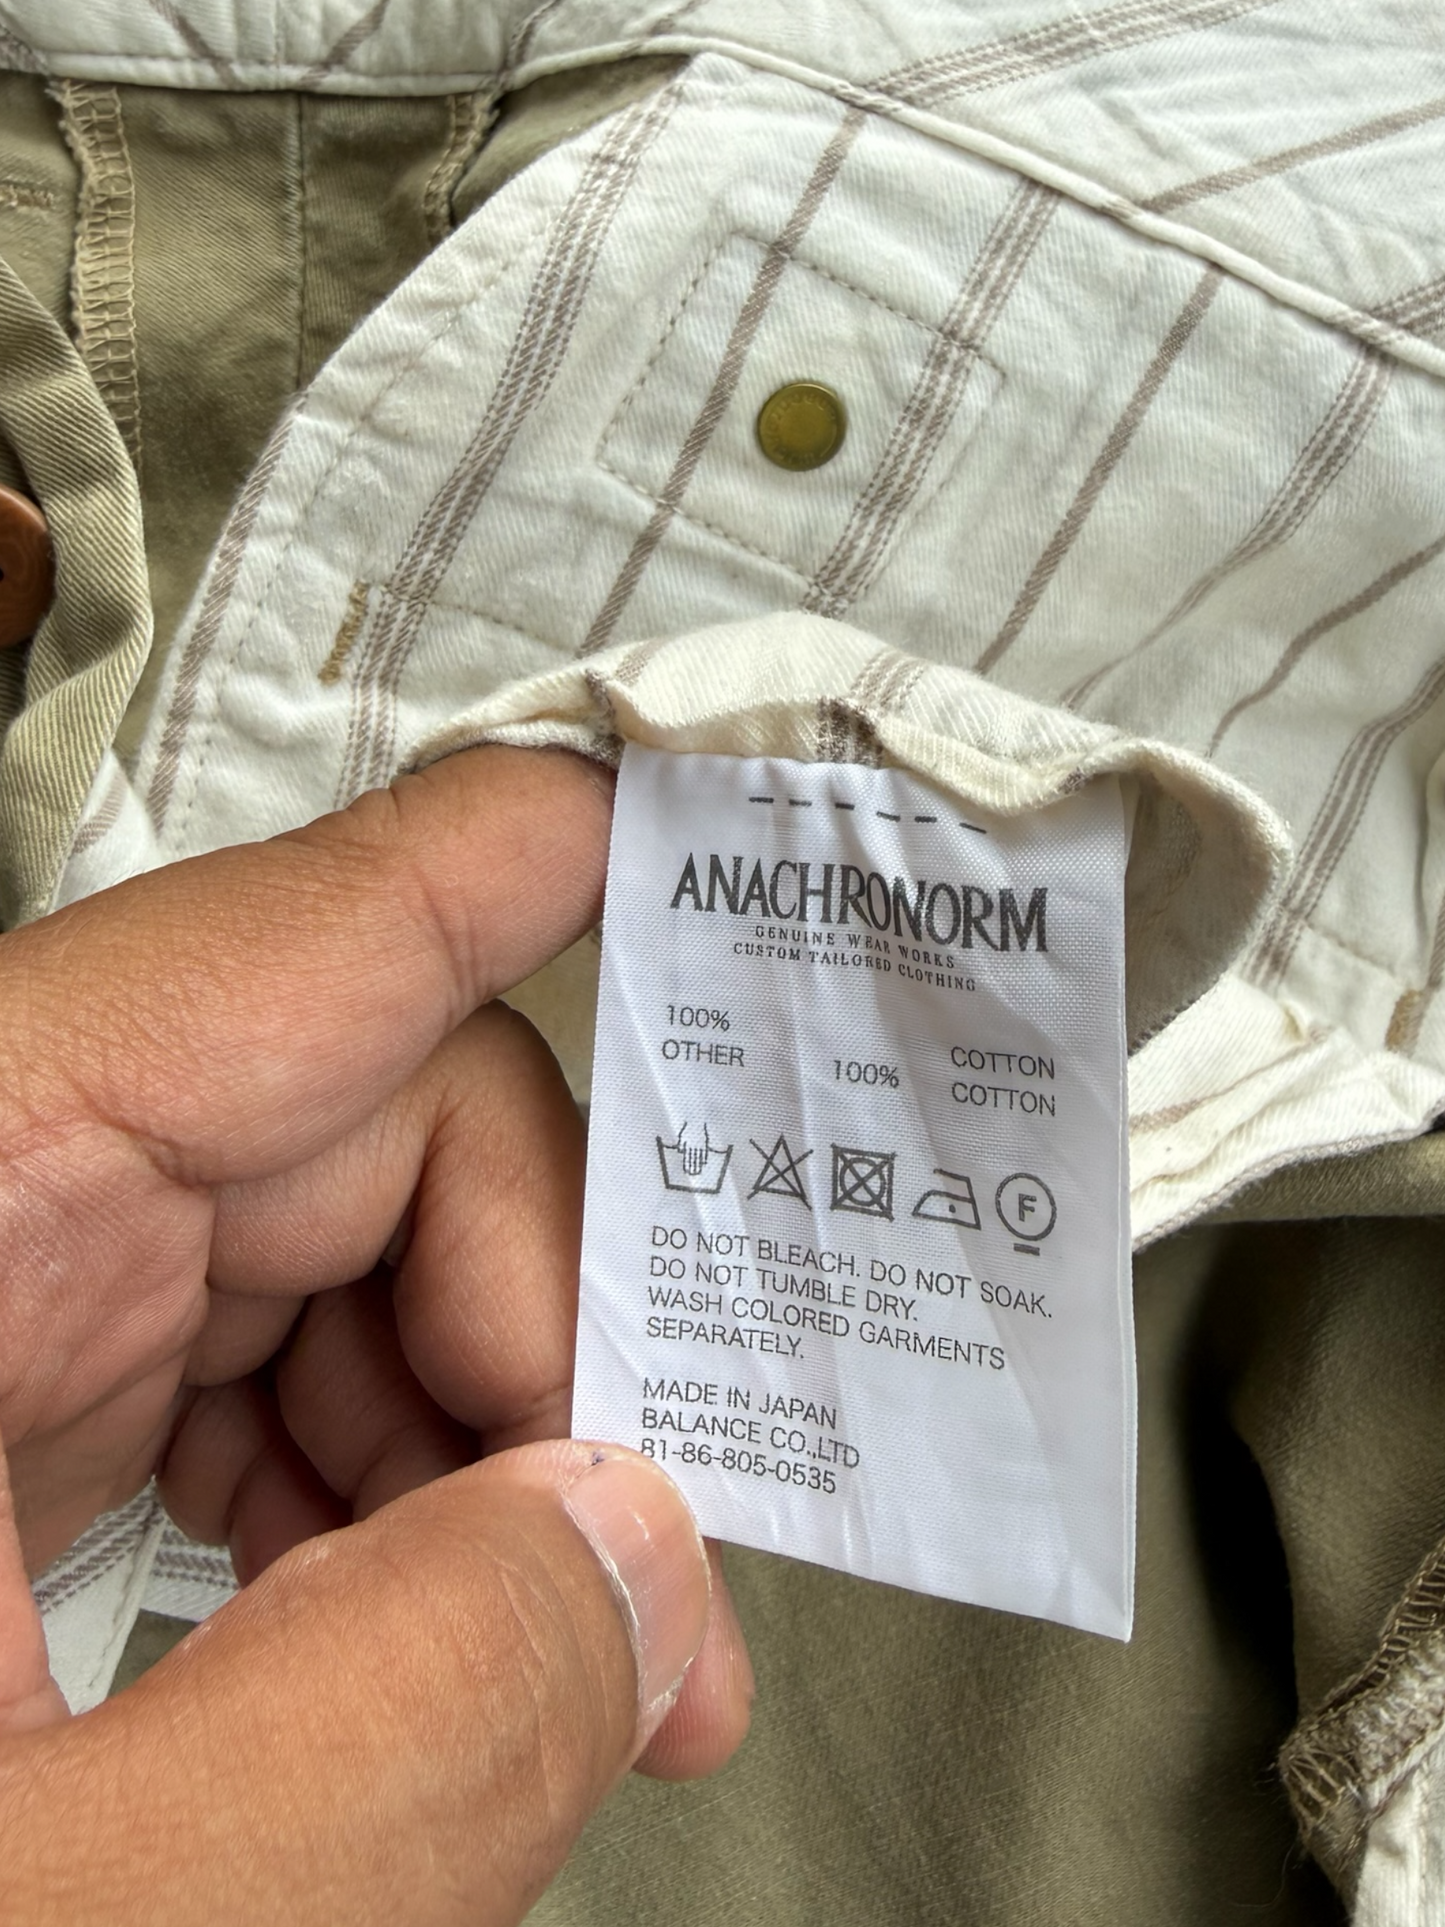 ANACHRONORM
GENUINE WEAR WORKS
CUSTOM TAILORED CLOTHING
100% COTTON
OTHER 100% COTTON
F
DO NOT BLEACH. DO NOT SOAK.
DO NOT TUMBLE DRY.
WASH COLORED GARMENTS
SEPARATELY.
MADE IN JAPAN
BALANCE CO.,LTD
81-86-805-0535